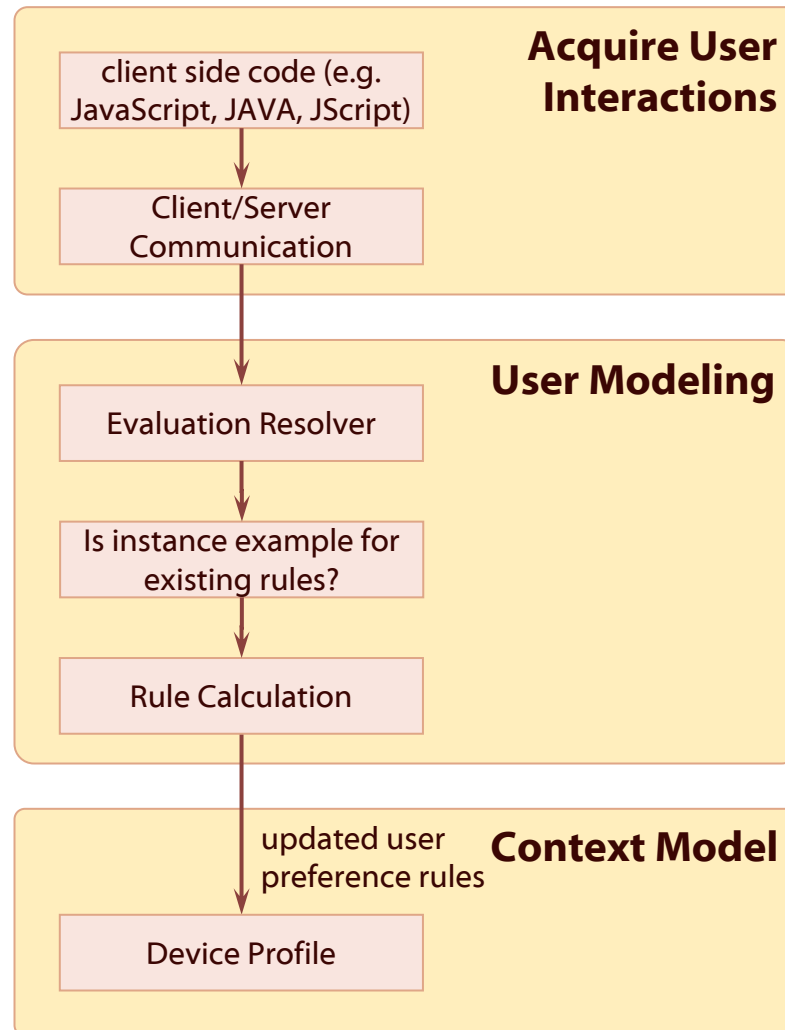 Acquire User
Interactions
client side code (e.g.
JavaScript, JAVA, JScript)
Client/Server
Communication
User Modeling
Evaluation Resolver
Is instance example for
existing rules?
Rule Calculation
Context Model
updated user
preference rules
Device Profile